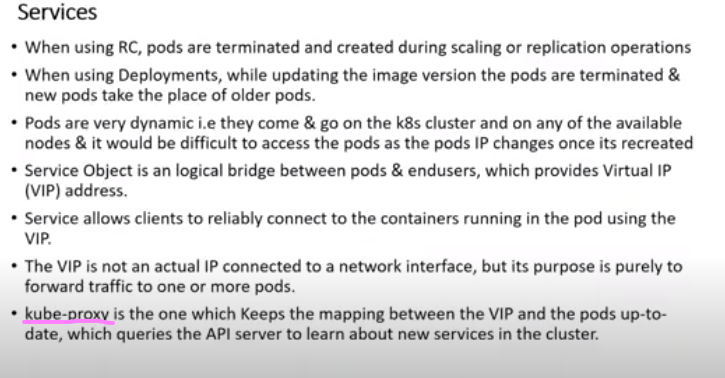 Services
• When using RC, pods are terminated and created during scaling or replication operations
• When using Deployments, while updating the image version the pods are terminated &
new pods take the place of older pods.
• Pods are very dynamic i.e they come & go on the k8s cluster and on any of the available
nodes & it would be difficult to access the pods as the pods IP changes once its recreated
• Service Object is an logical bridge between pods & endusers, which provides Virtual IP
(VIP) address.
• Service allows clients to reliably connect to the containers running in the pod using the
VIP.
• The VIP is not an actual IP connected to a network interface, but its purpose is purely to
forward traffic to one or more pods.
• kube-proxy is the one which Keeps the mapping between the VIP and the pods up-to-
date, which queries the API server to learn about new services in the cluster.